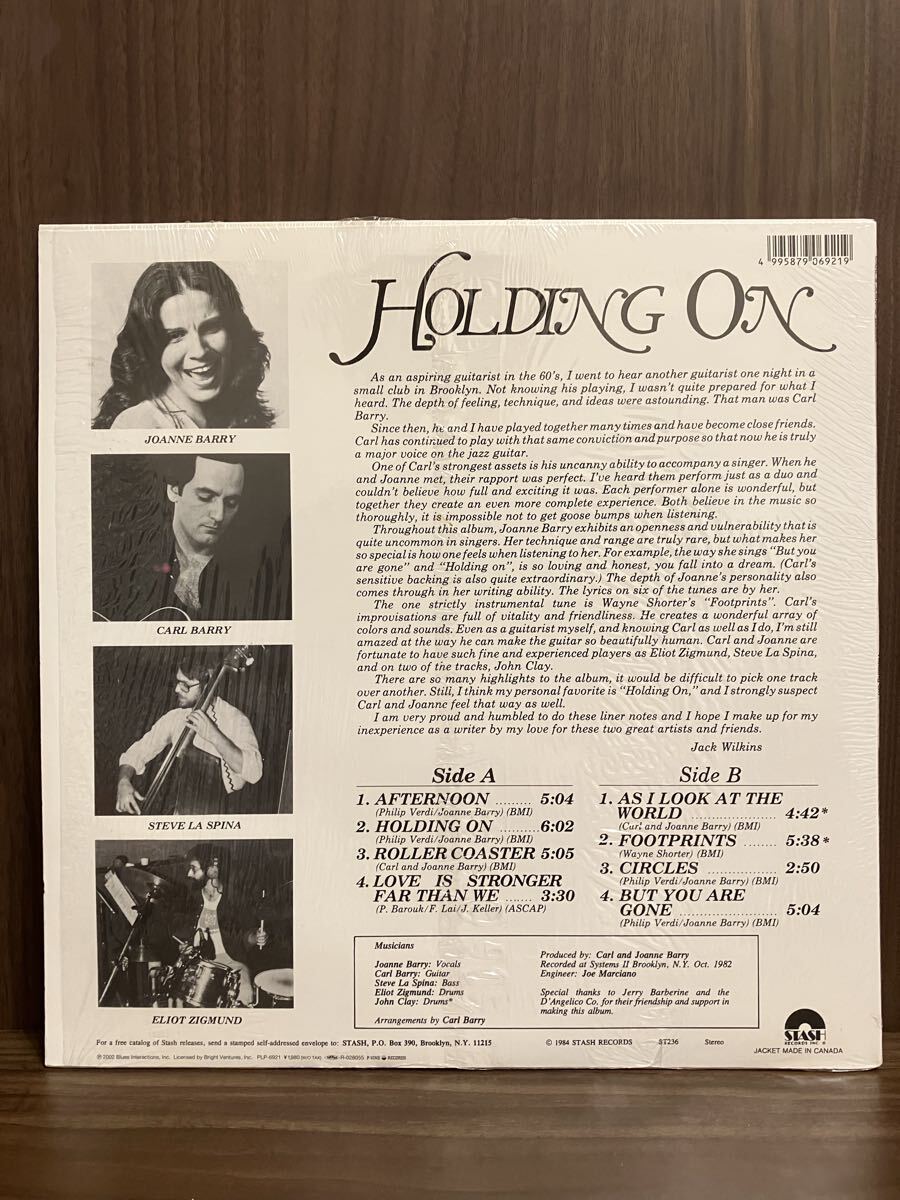 4 995879 069219
HOLDING ON
As an aspiring guitarist in the 60's, I went to hear another guitarist one night in a
small club in Brooklyn. Not knowing his playing, I wasn't quite prepared for what I
heard. The depth of feeling, technique, and ideas were astounding. That man was Carl
Barry.
Since then, he and I have played together many times and have become close friends.
Carl has continued to play with that same conviction and purpose so that now he is truly
a major voice on the jazz guitar.
One of Carl's strongest assets is his uncanny ability to accompany a singer. When he
and Joanne met, their rapport was perfect. I've heard them perform just as a duo and
couldn't believe how full and exciting it was. Each performer alone is wonderful, but
together they create an even more complete experience. Both believe in the music so
thoroughly, it is impossible not to get goose bumps when listening.
Throughout this album, Joanne Barry exhibits an openness and vulnerability that is
quite uncommon in singers. Her technique and range are truly rare, but what makes her
so special is how one feels when listening to her. For example, the way she sings "But you
are gone" and "Holding on", is so loving and honest, you fall into a dream. (Carl's
sensitive backing is also quite extraordinary.) The depth of Joanne's personality also
comes through in her writing ability. The lyrics on six of the tunes are by her.
The one strictly instrumental tune is Wayne Shorter's "Footprints". Carl's
improvisations are full of vitality and friendliness. He creates a wonderful array of
colors and sounds. Even as a guitarist myself, and knowing Carl as well as I do, I'm still
amazed at the way he can make the guitar so beautifully human. Carl and Joanne are
fortunate to have such fine and experienced players as Eliot Zigmund, Steve La Spina,
and on two of the tracks, John Clay.
There are so many highlights to the album, it would be difficult to pick one track
over another. Still, I think my personal favorite is "Holding On," and I strongly suspect
Carl and Joanne feel that way as well.
I am very proud and humbled to do these liner notes and I hope I make up for my
inexperience as a writer by my love for these two great artists and friends.
Jack Wilkins
JOANNE BARRY
CARL BARRY
STEVE LA SPINA
ELIOT ZIGMUND
Side A
1. AFTERNOON ......... 5:04
(Philip Verdi/Joanne Barry) (BMI)
2. HOLDING ON ......... 6:02
(Philip Verdi/Joanne Barry) (BMI)
3. ROLLER COASTER 5:05
(Carl and Joanne Barry) (BMI)
4. LOVE IS STRONGER
FAR THAN WE ...... 3:30
(P. Barouk/F. Lai/J. Keller) (ASCAP)
Side B
1. AS I LOOK AT THE
WORLD .................. 4:42*
(Carl and Joanne Barry) (BMI)
2. FOOTPRINTS ........ 5:38*
(Wayne Shorter) (BMI)
3. CIRCLES ................. 2:50
(Philip Verdi/Joanne Barry) (BMI)
4. BUT YOU ARE
GONE ........................ 5:04
(Philip Verdi/Joanne Barry) (BMI)
Musicians
Joanne Barry: Vocals
Carl Barry: Guitar
Steve La Spina: Bass
Eliot Zigmund: Drums
John Clay: Drums*
Arrangements by Carl Barry
Produced by: Carl and Joanne Barry
Recorded at Systems II Brooklyn, N.Y. Oct. 1982
Engineer: Joe Marciano
Special thanks to Jerry Barberine and the
D'Angelico Co. for their friendship and support in
making this album.
For a free catalog of Stash releases, send a stamped self-addressed envelope to: STASH, P.O. Box 390, Brooklyn, N.Y. 11215
© 1984 STASH RECORDS ST236 Stereo
STASH
RECORDS INC.
JACKET MADE IN CANADA
℗ 2002 Blues Interactions, Inc. Licensed by Bright Ventures, Inc. PLP-6921 ¥1980 (W/O TAX) R-028055 P-VINE RECORDS